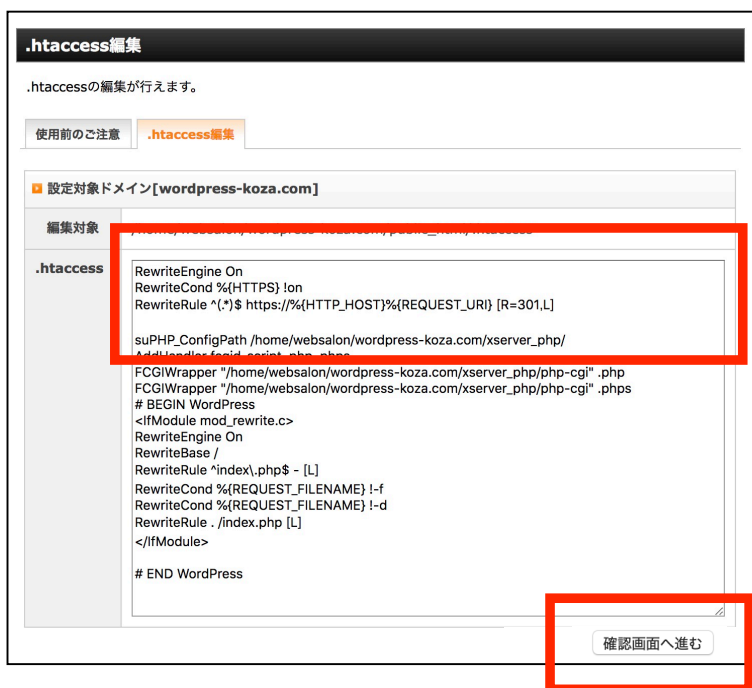 .htaccess編集
.htaccessの編集が行えます。
使用前のご注意
.htaccess編集
設定対象ドメイン[wordpress-koza.com]
編集対象
.htaccess
RewriteEngine On
RewriteCond %{HTTPS} !on
RewriteRule ^(.*)$ https://%{HTTP_HOST}%{REQUEST_URI} [R=301,L]
suPHP_ConfigPath /home/websalon/wordpress-koza.com/xserver_php/
FCGIWrapper "/home/websalon/wordpress-koza.com/xserver_php/php-cgi" .php
FCGIWrapper "/home/websalon/wordpress-koza.com/xserver_php/php-cgi" .phps
# BEGIN WordPress
<IfModule mod_rewrite.c>
RewriteEngine On
RewriteBase /
RewriteRule ^index\.php$ - [L]
RewriteCond %{REQUEST_FILENAME} !-f
RewriteCond %{REQUEST_FILENAME} !-d
RewriteRule . /index.php [L]
</IfModule>
# END WordPress
確認画面へ進む